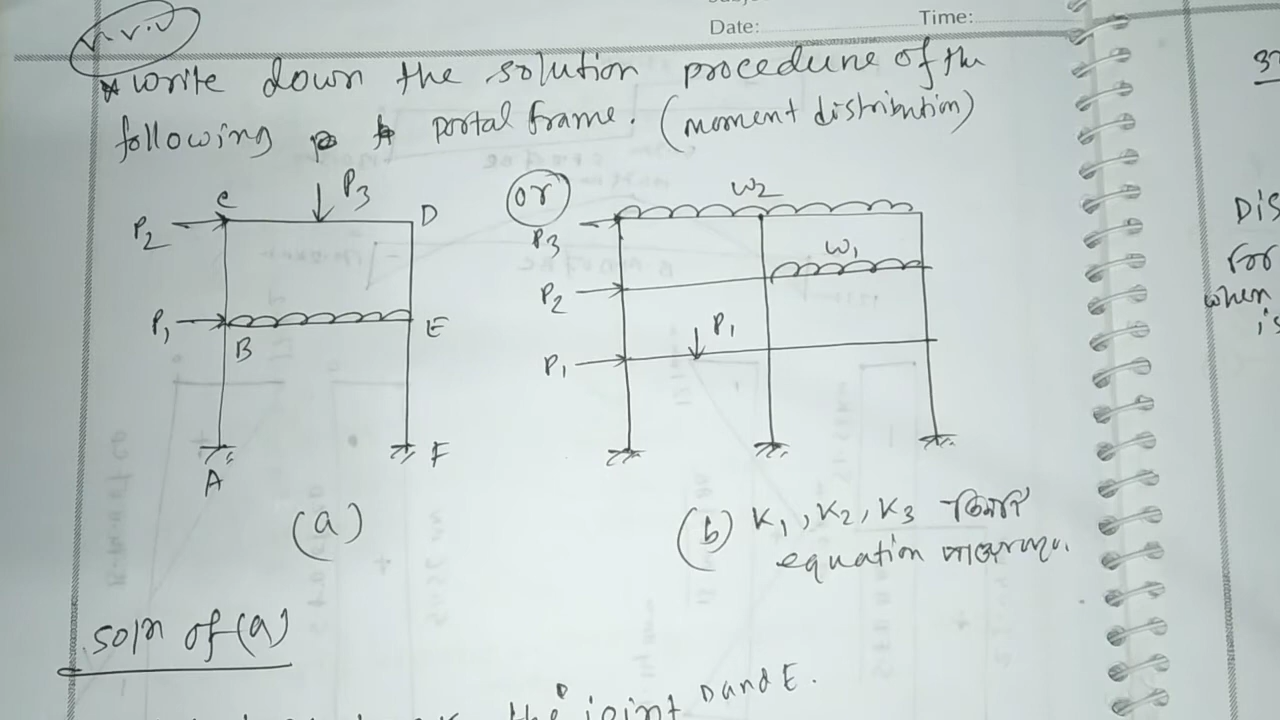 Date: Time:
v.v.v
* write down the solution procedure of the
following portal frame. (moment distribution)
or
P3
C
D
P2
W2
P3
W1
P2
P1
B
E
P1
P1
A
F
(a)
(b) K1, K2, K3
equation
Soln of (a)
the joint D and E.
37
Dis
for
when
is